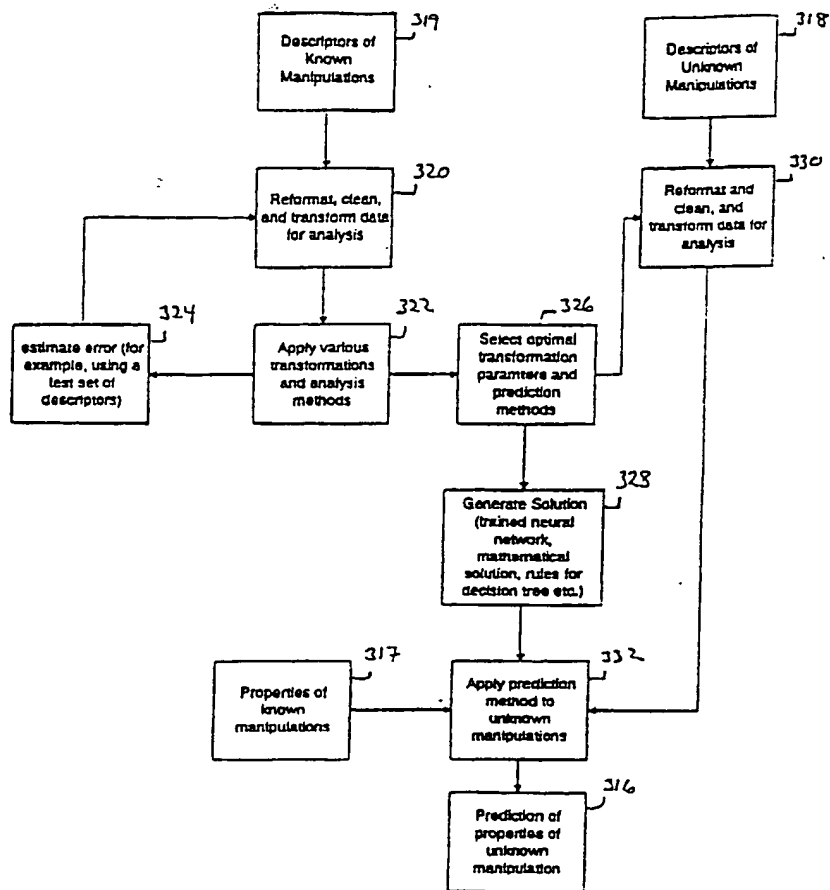 319
Descriptors of
Known
Manipulations
318
Descriptors of
Unknown
Manipulations
320
Reformat, clean,
and transform data
for analysis
330
Reformat and
clean, and
transform data for
analysis
324
estimate error (for
example, using a
test set of
descriptors)
322
Apply various
transformations
and analysis
methods
326
Select optimal
transformation
paramters and
prediction
methods
328
Generate Solution
(trained neural
network,
mathematical
solution, rules for
decision tree etc.)
317
Properties of
known
manipulations
332
Apply prediction
method to
unknown
manipulations
316
Prediction of
properties of
unknown
manipulation